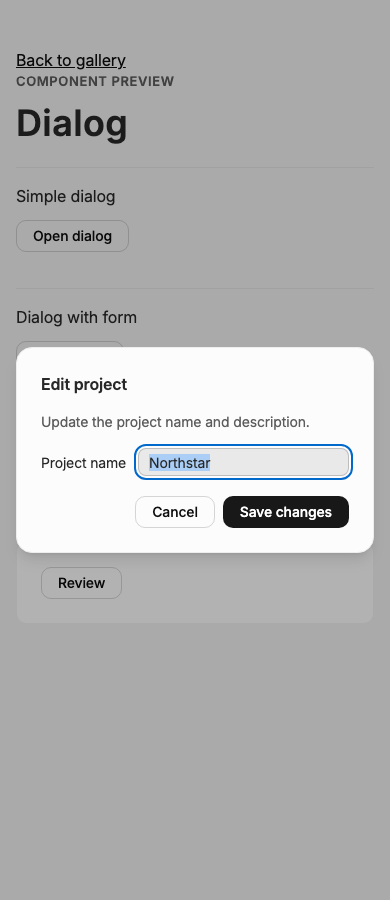 Back to gallery
COMPONENT PREVIEW
Dialog
Simple dialog
Open dialog
Dialog with form
Edit project
Update the project name and description.
Project name Northstar
Cancel Save changes
Review